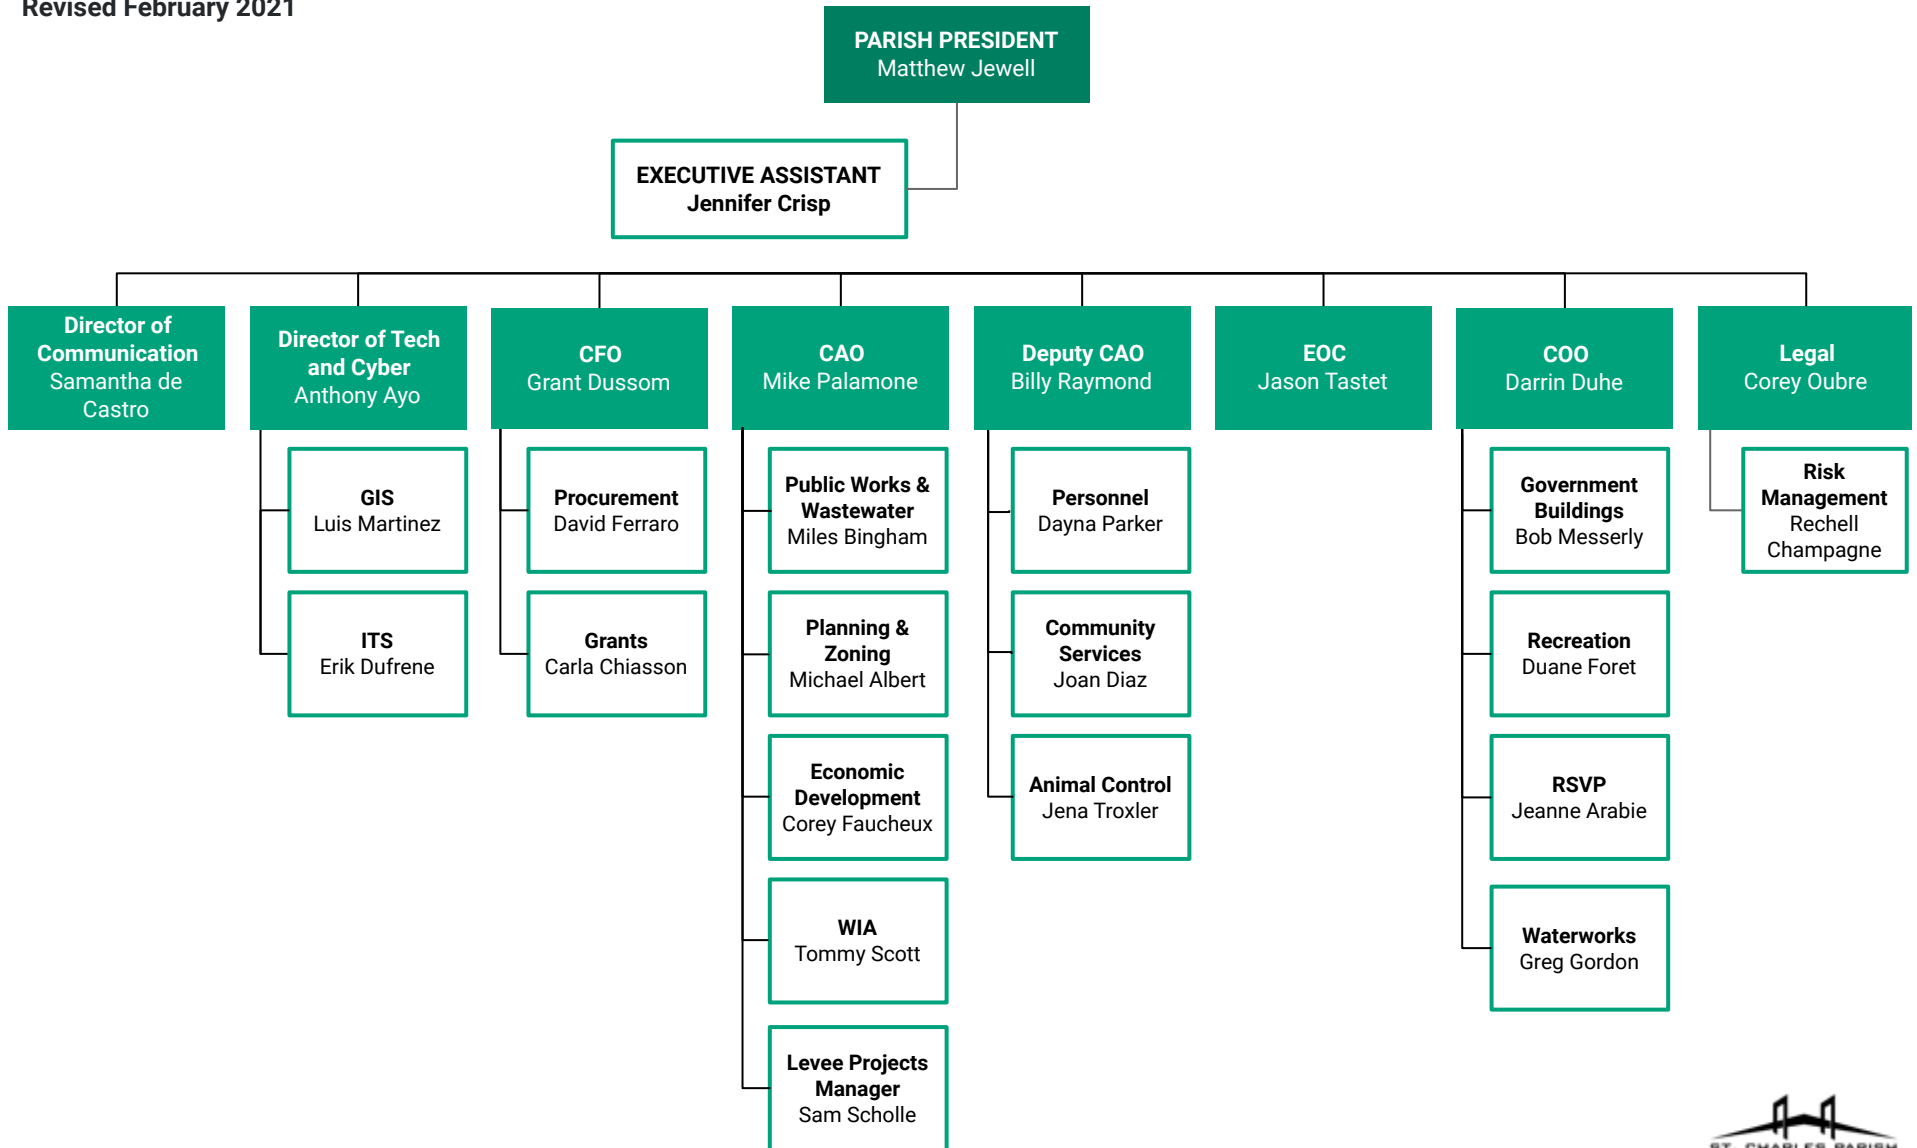 Revised February 2021
PARISH PRESIDENT
Matthew Jewell
EXECUTIVE ASSISTANT
Jennifer Crisp
Director of
Communication
Samantha de
Castro
Director of Tech
and Cyber
Anthony Ayo
CFO
Grant Dussom
CAO
Mike Palamone
Deputy CAO
Billy Raymond
EOC
Jason Tastet
COO
Darrin Duhe
Legal
Corey Oubre
GIS
Luis Martinez
ITS
Erik Dufrene
Procurement
David Ferraro
Grants
Carla Chiasson
Public Works &
Wastewater
Miles Bingham
Planning &
Zoning
Michael Albert
Economic
Development
Corey Faucheux
WIA
Tommy Scott
Levee Projects
Manager
Sam Scholle
Personnel
Dayna Parker
Community
Services
Joan Diaz
Animal Control
Jena Troxler
Government
Buildings
Bob Messerly
Recreation
Duane Foret
RSVP
Jeanne Arabie
Waterworks
Greg Gordon
Risk
Management
Rechell
Champagne
ST. CHARLES PARISH